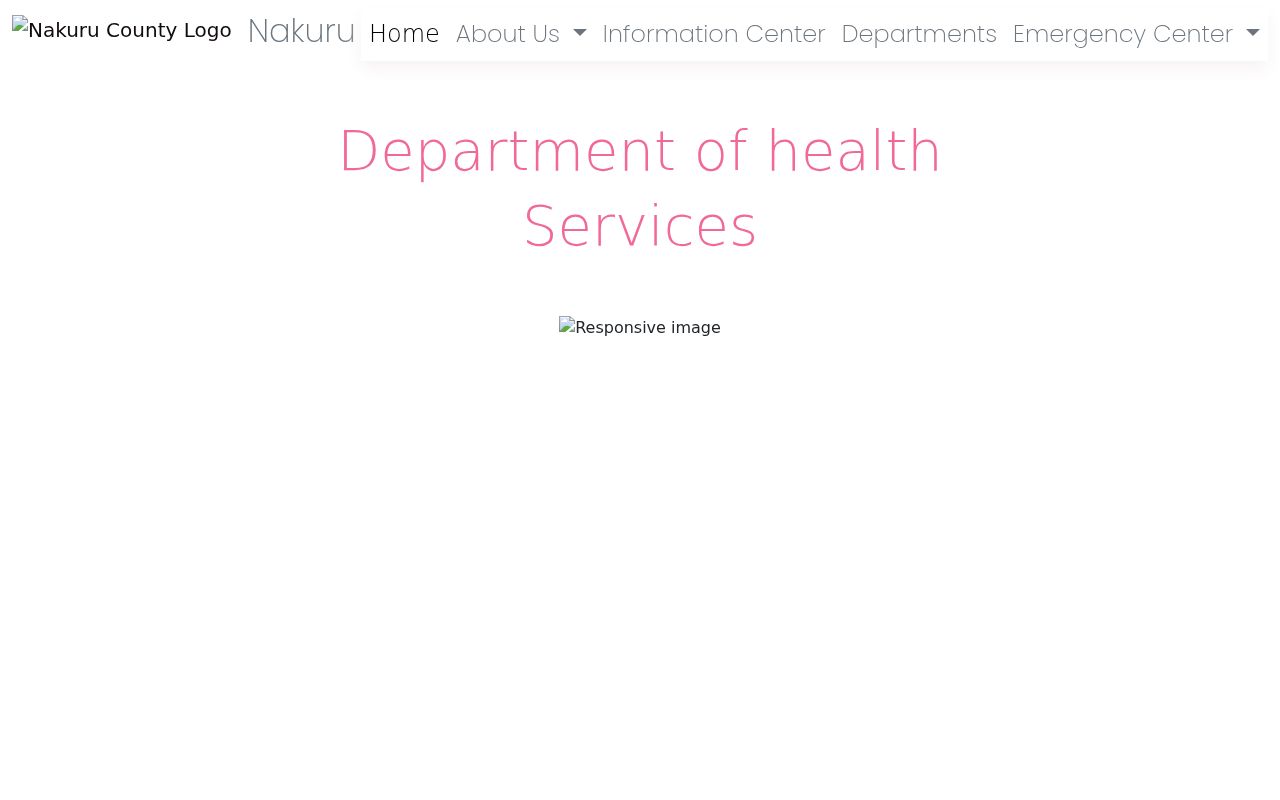 Nakuru County Logo Nakuru Home About Us Information Center Departments Emergency Center
Department of health
Services
Responsive image